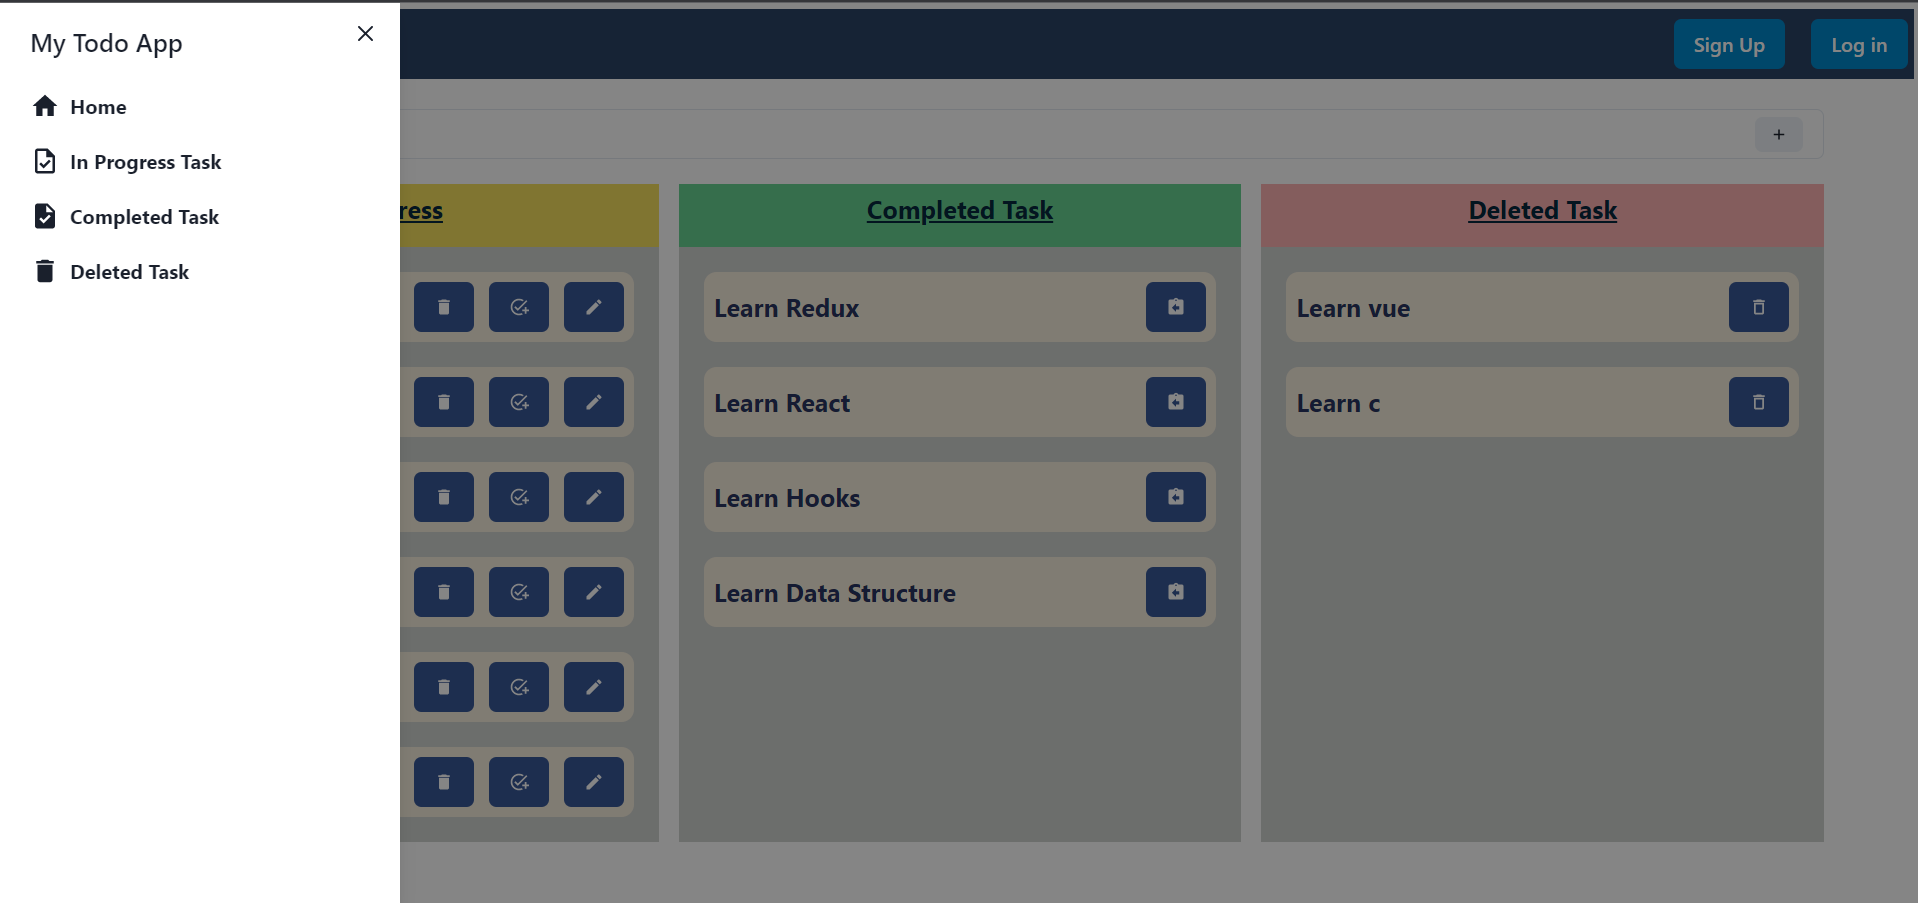 My Todo App
Home
In Progress Task
Completed Task
Deleted Task
Sign Up
Log in
+
ress
Completed Task
Learn Redux
Learn React
Learn Hooks
Learn Data Structure
Deleted Task
Learn vue
Learn c